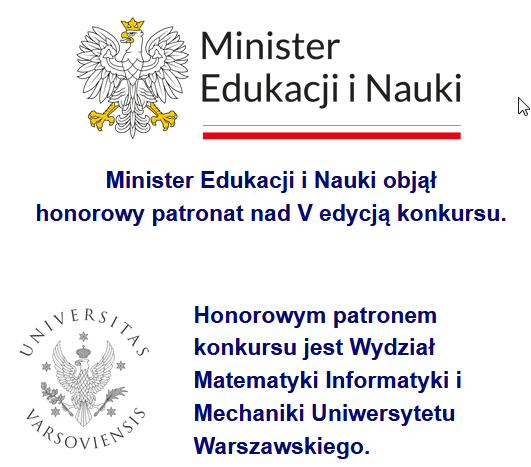 Minister
Edukacji i Nauki
Minister Edukacji i Nauki objął
honorowy patronat nad V edycją konkursu.
UNIVERSITAS
VARSOVIENSIS
Honorowym patronem
konkursu jest Wydział
Matematyki Informatyki i
Mechaniki Uniwersytetu
Warszawskiego.